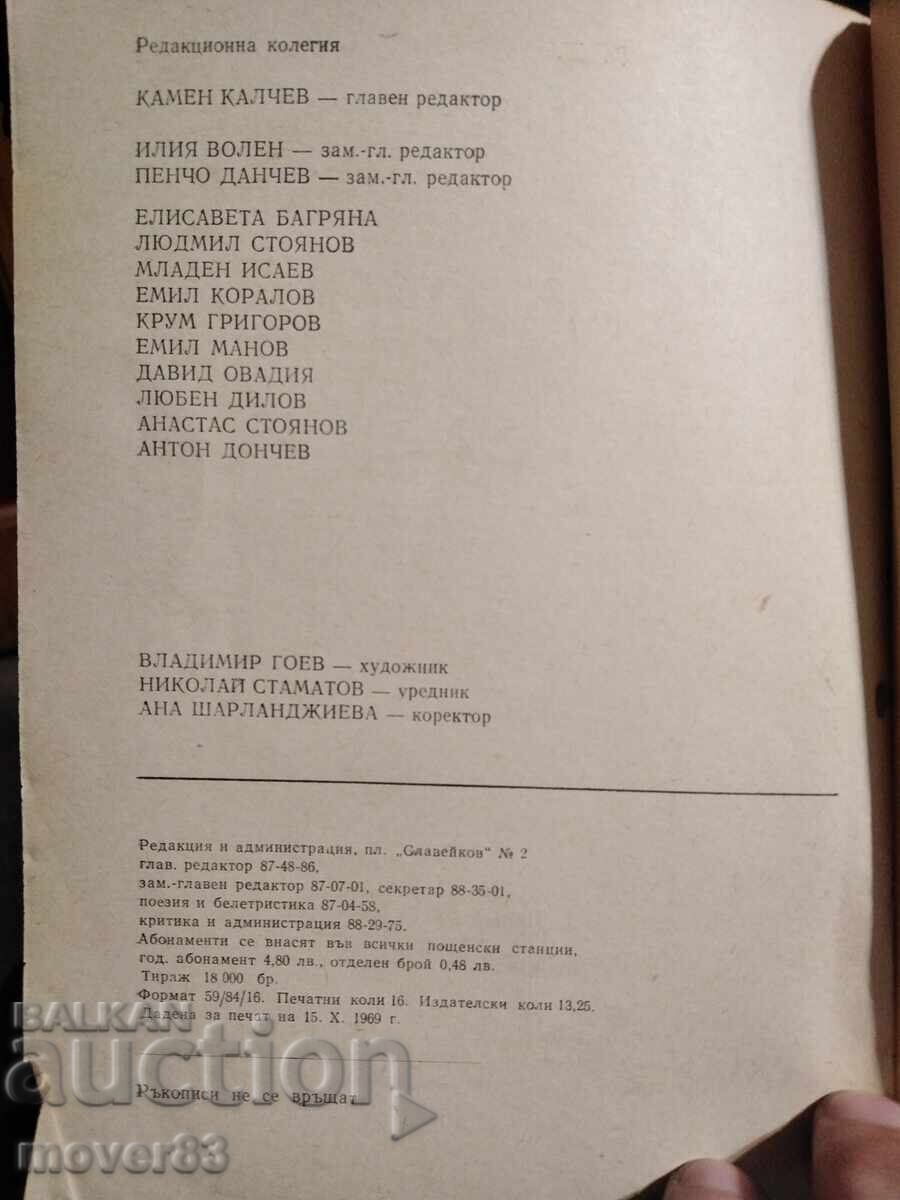 Редакционна колегия
КАМЕН КАЛЧЕВ — главен редактор
ИЛИЯ ВОЛЕН — зам.-гл. редактор
ПЕНЧО ДАНЧЕВ — зам.-гл. редактор
ЕЛИСАВЕТА БАГРЯНА
ЛЮДМИЛ СТОЯНОВ
МЛАДЕН ИСАЕВ
ЕМИЛ КОРАЛОВ
КРУМ ГРИГОРОВ
ЕМИЛ МАНОВ
ДАВИД ОВАДИЯ
ЛЮБЕН ДИЛОВ
АНАСТАС СТОЯНОВ
АНТОН ДОНЧЕВ
ВЛАДИМИР ГОЕВ — художник
НИКОЛАЙ СТАМАТОВ — уредник
АНА ШАРЛАНДЖИЕВА — коректор
Редакция и администрация, пл. „Славейков“ № 2
глав. редактор 87-48-86,
зам.-главен редактор 87-07-01, секретар 88-35-01,
поезия и белетристика 87-04-58,
критика и администрация 88-29-75.
Абонаменти се внасят във всички пощенски станции,
год. абонамент 4,80 лв., отделен брой 0,48 лв.
Тираж 18 000 бр.
Формат 59/84/16. Печатни коли 16. Издателски коли 13,25.
Дадена за печат на 15. X. 1969 г.
Ръкописи не се връщат
BALKAN
auction
mover83